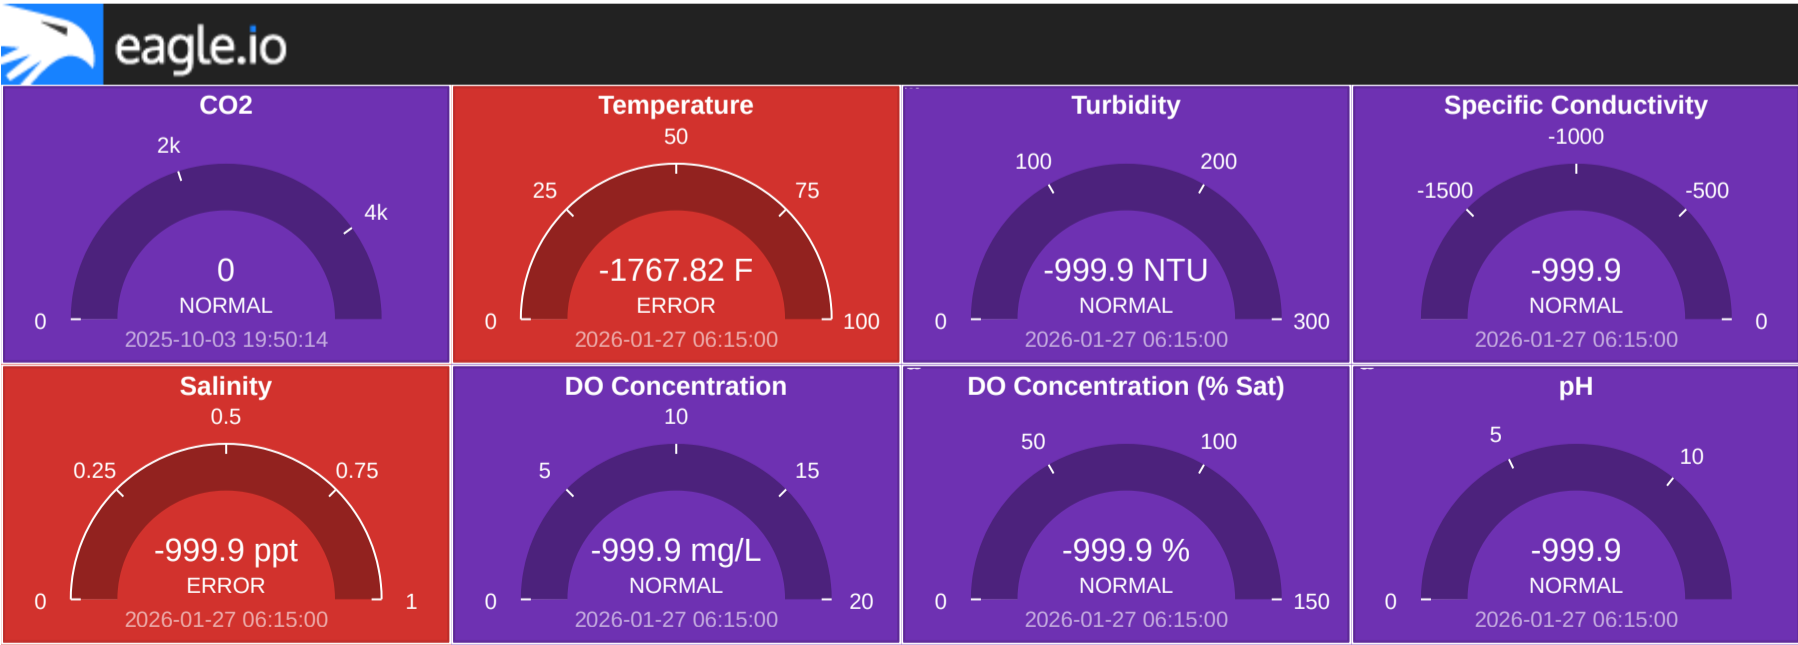 eagle.io
CO2
2k
4k
0
0
NORMAL
2025-10-03 19:50:14
Temperature
50
25
75
-1767.82 F
ERROR
0
100
2026-01-27 06:15:00
Turbidity
100
200
-999.9 NTU
NORMAL
0
300
2026-01-27 06:15:00
Specific Conductivity
-1000
-1500
-500
-999.9
NORMAL
0
2026-01-27 06:15:00
Salinity
0.5
0.25
0.75
-999.9 ppt
ERROR
0
1
2026-01-27 06:15:00
DO Concentration
10
5
15
-999.9 mg/L
NORMAL
0
20
2026-01-27 06:15:00
DO Concentration (% Sat)
50
100
-999.9 %
NORMAL
0
150
2026-01-27 06:15:00
pH
5
10
-999.9
NORMAL
0
2026-01-27 06:15:00